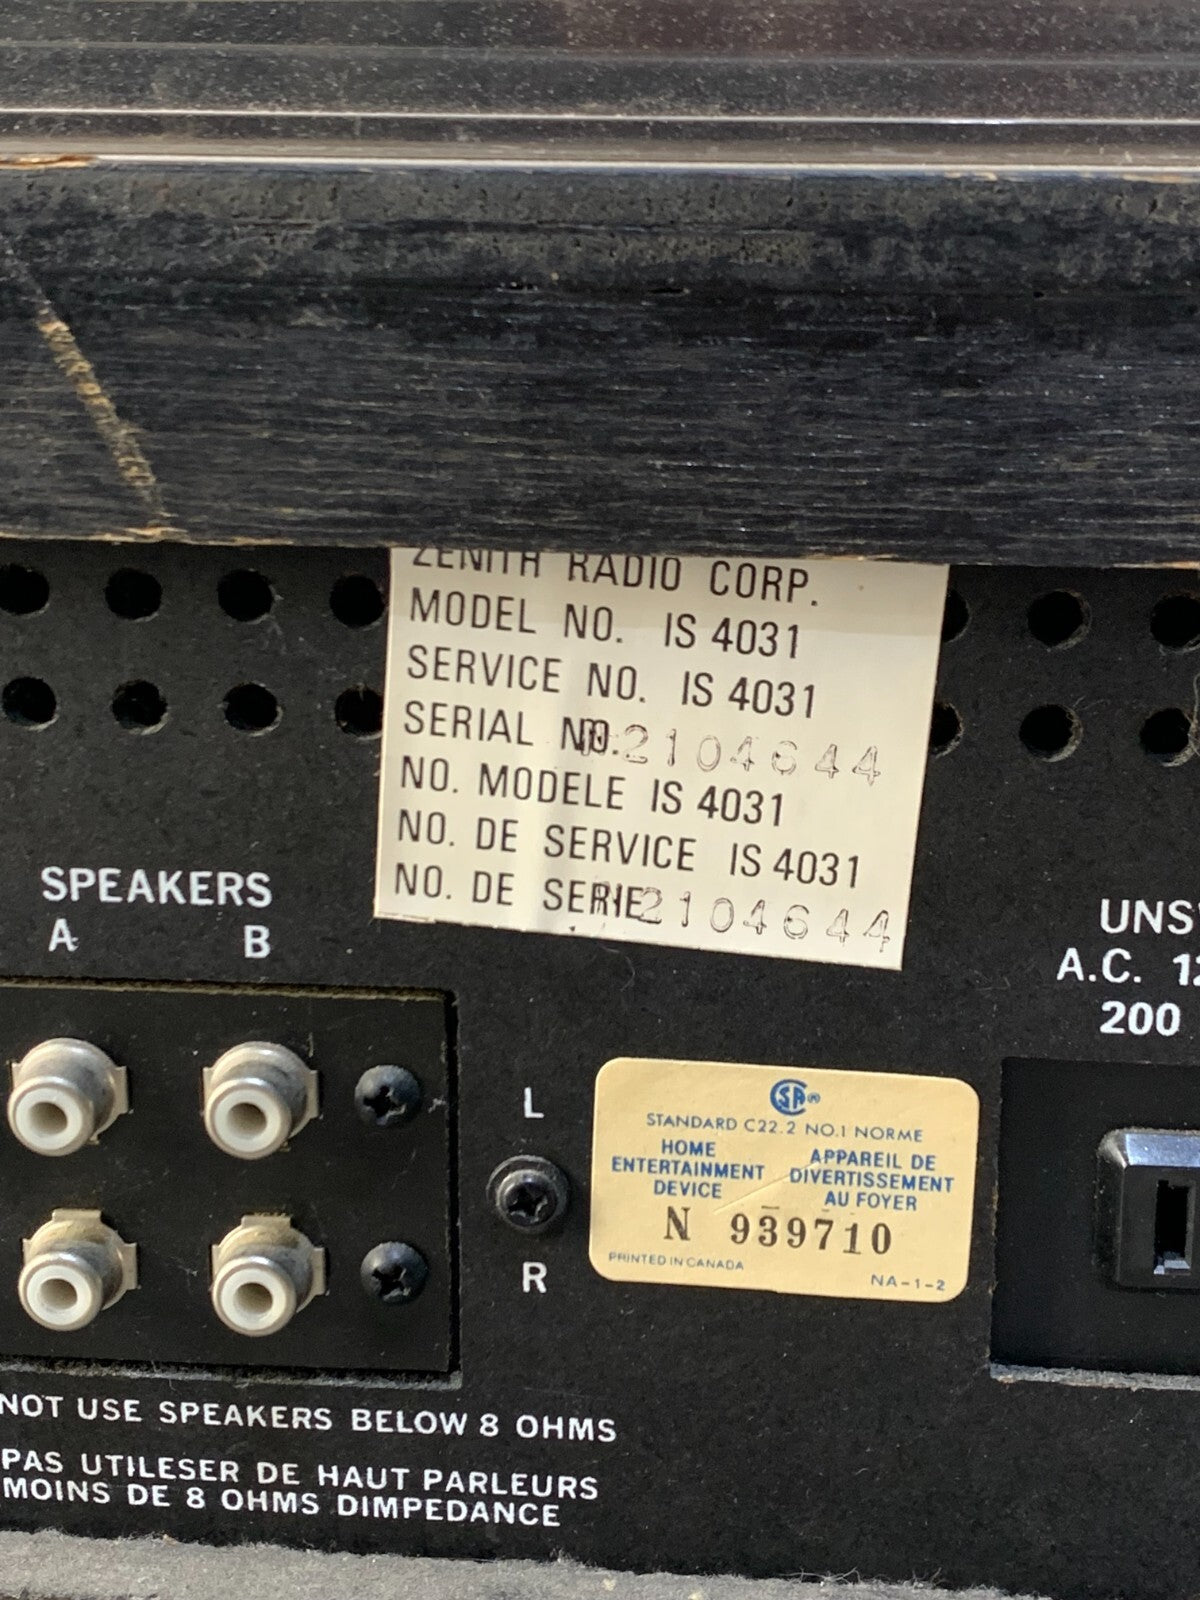 ZENITH RADIO CORP.
MODEL NO. IS 4031
SERVICE NO. IS 4031
SERIAL NO. 2104644
NO. MODELE IS 4031
NO. DE SERVICE IS 4031
NO. DE SERIE 2104644
SPEAKERS
A B
UNS
A.C. 12
200
L
R
CSA ®
STANDARD C22.2 NO.1 NORME
HOME
ENTERTAINMENT
DEVICE
APPAREIL DE
DIVERTISSEMENT
AU FOYER
N 939710
PRINTED IN CANADA
NA-1-2
NOT USE SPEAKERS BELOW 8 OHMS
PAS UTILESER DE HAUT PARLEURS
MOINS DE 8 OHMS DIMPEDANCE